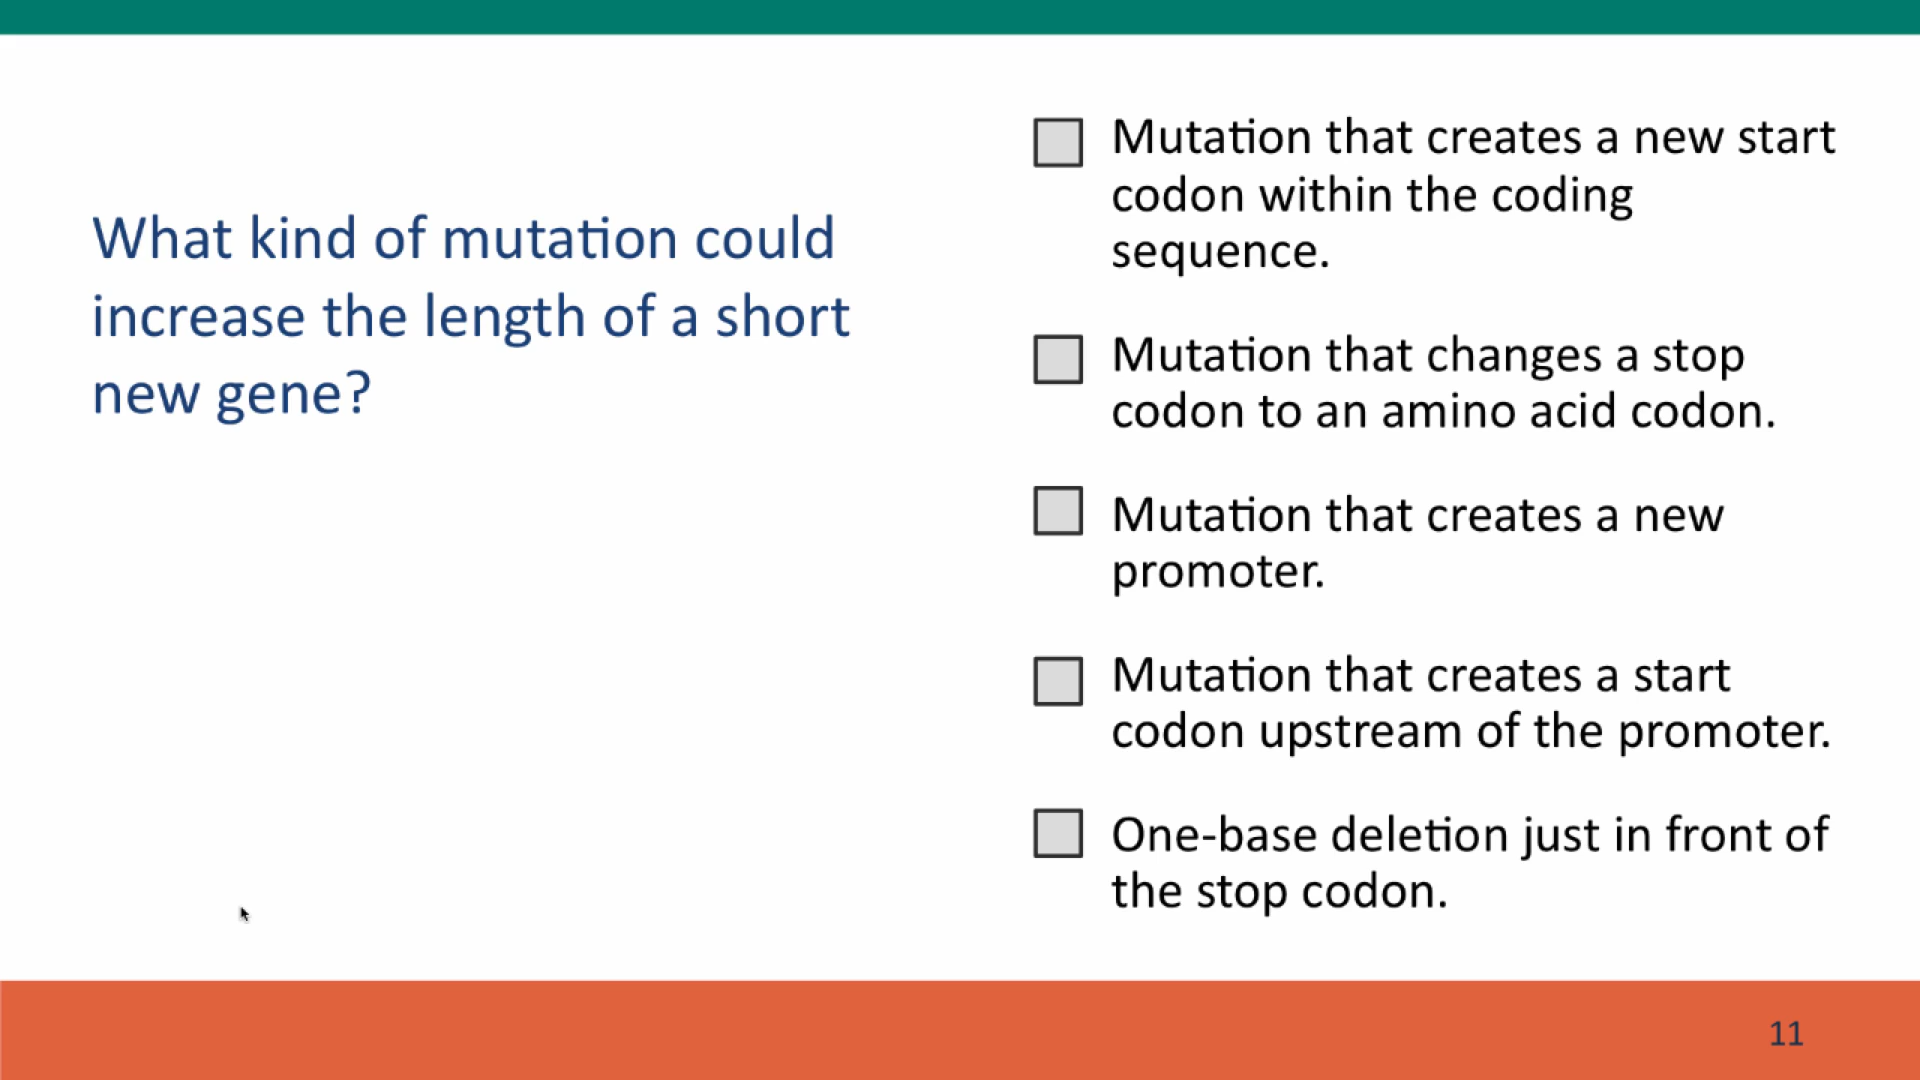 What kind of mutation could
increase the length of a short
new gene?
Mutation that creates a new start
codon within the coding
sequence.
Mutation that changes a stop
codon to an amino acid codon.
Mutation that creates a new
promoter.
Mutation that creates a start
codon upstream of the promoter.
One-base deletion just in front of
the stop codon.
11